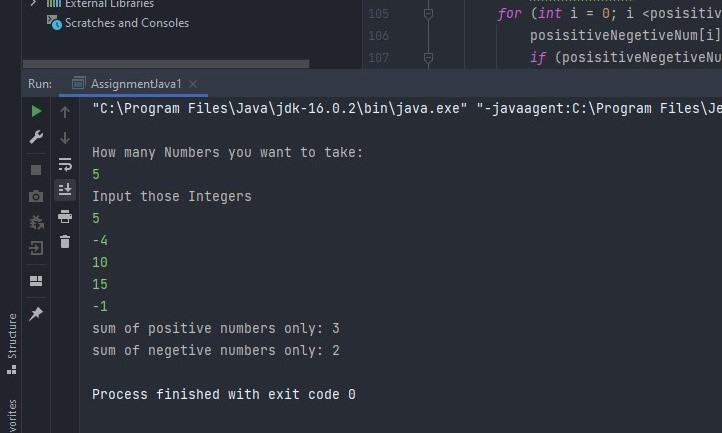 External Libraries
Scratches and Consoles
105 for (int i = 0; i <posisitiv
106 posisitiveNegetiveNum[i]
107 if (posisitiveNegetiveNu
Run: AssignmentJava1
"C:\Program Files\Java\jdk-16.0.2\bin\java.exe" "-javaagent:C:\Program Files\Je
How many Numbers you want to take:
5
Input those Integers
5
-4
10
15
-1
sum of positive numbers only: 3
sum of negetive numbers only: 2
Process finished with exit code 0
Structure
vorites